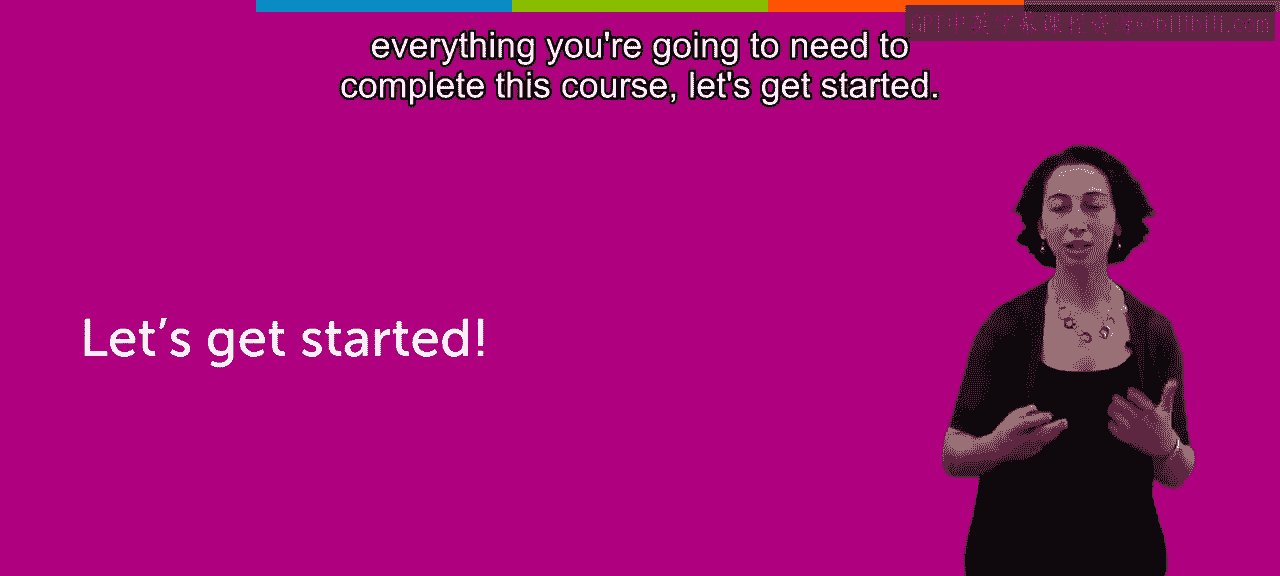 everything you're going to need to
complete this course, let's get started.
Let's get started!